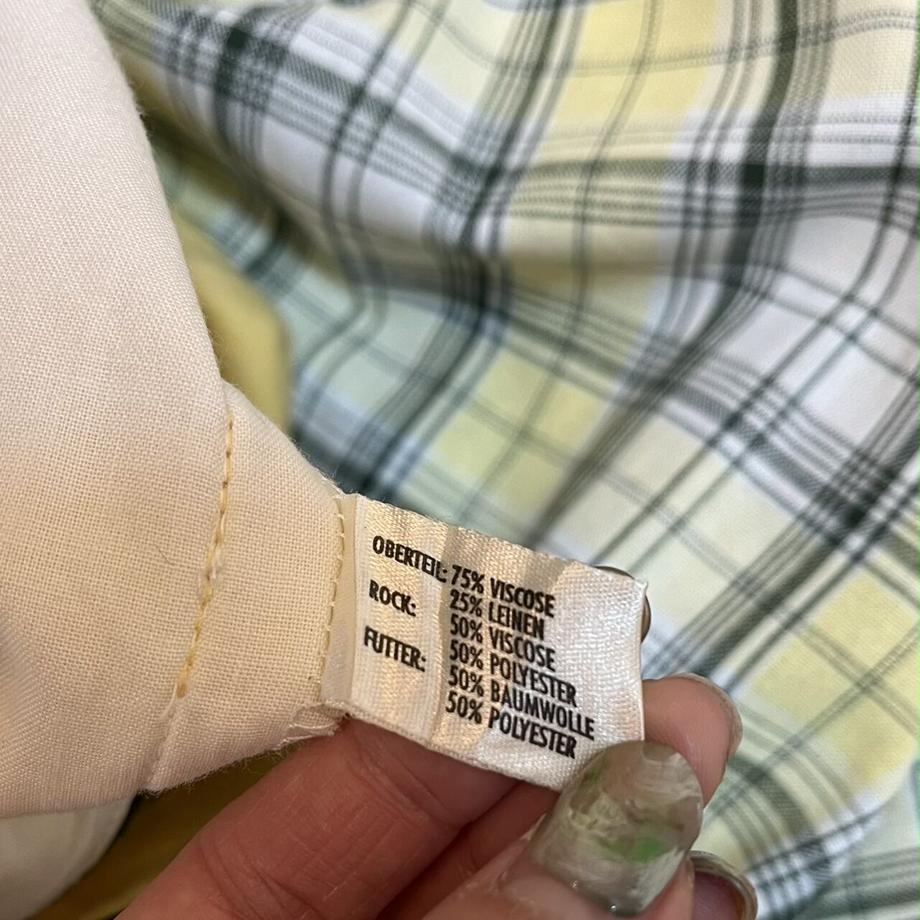 OBERTEIL: 75% VISCOSE
25% LEINEN
ROCK: 50% VISCOSE
50% POLYESTER
FUTTER: 50% BAUMWOLLE
50% POLYESTER